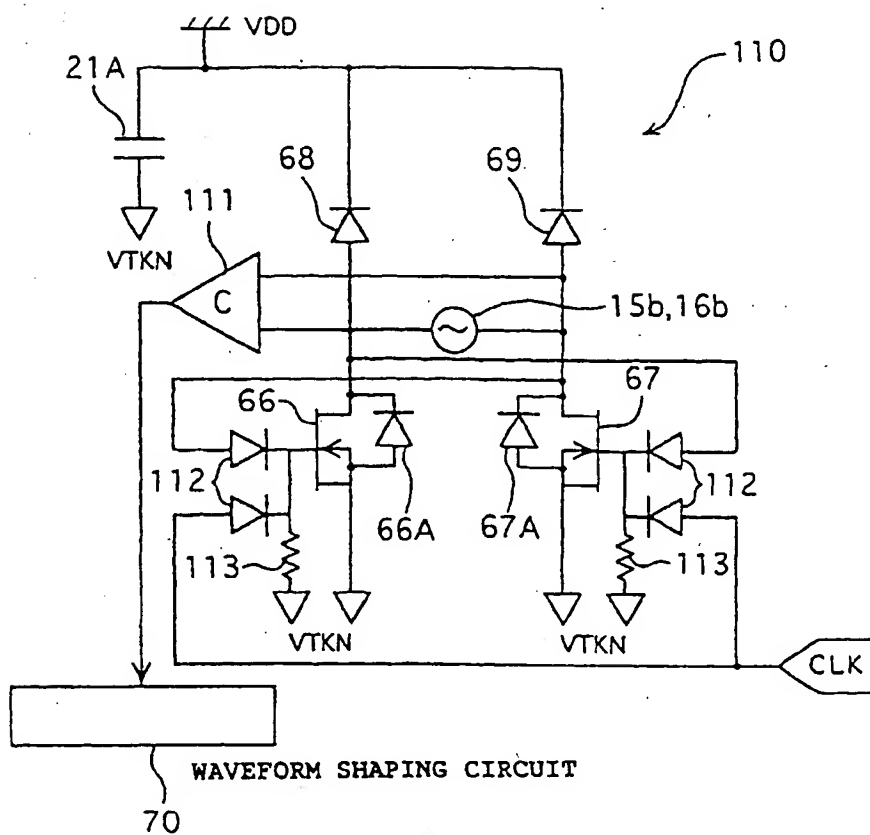 VDD
110
21A
68
69
111
VTKN
C
15b,16b
66
67
112
112
66A
67A
113
113
VTKN
VTKN
CLK
WAVEFORM SHAPING CIRCUIT
70